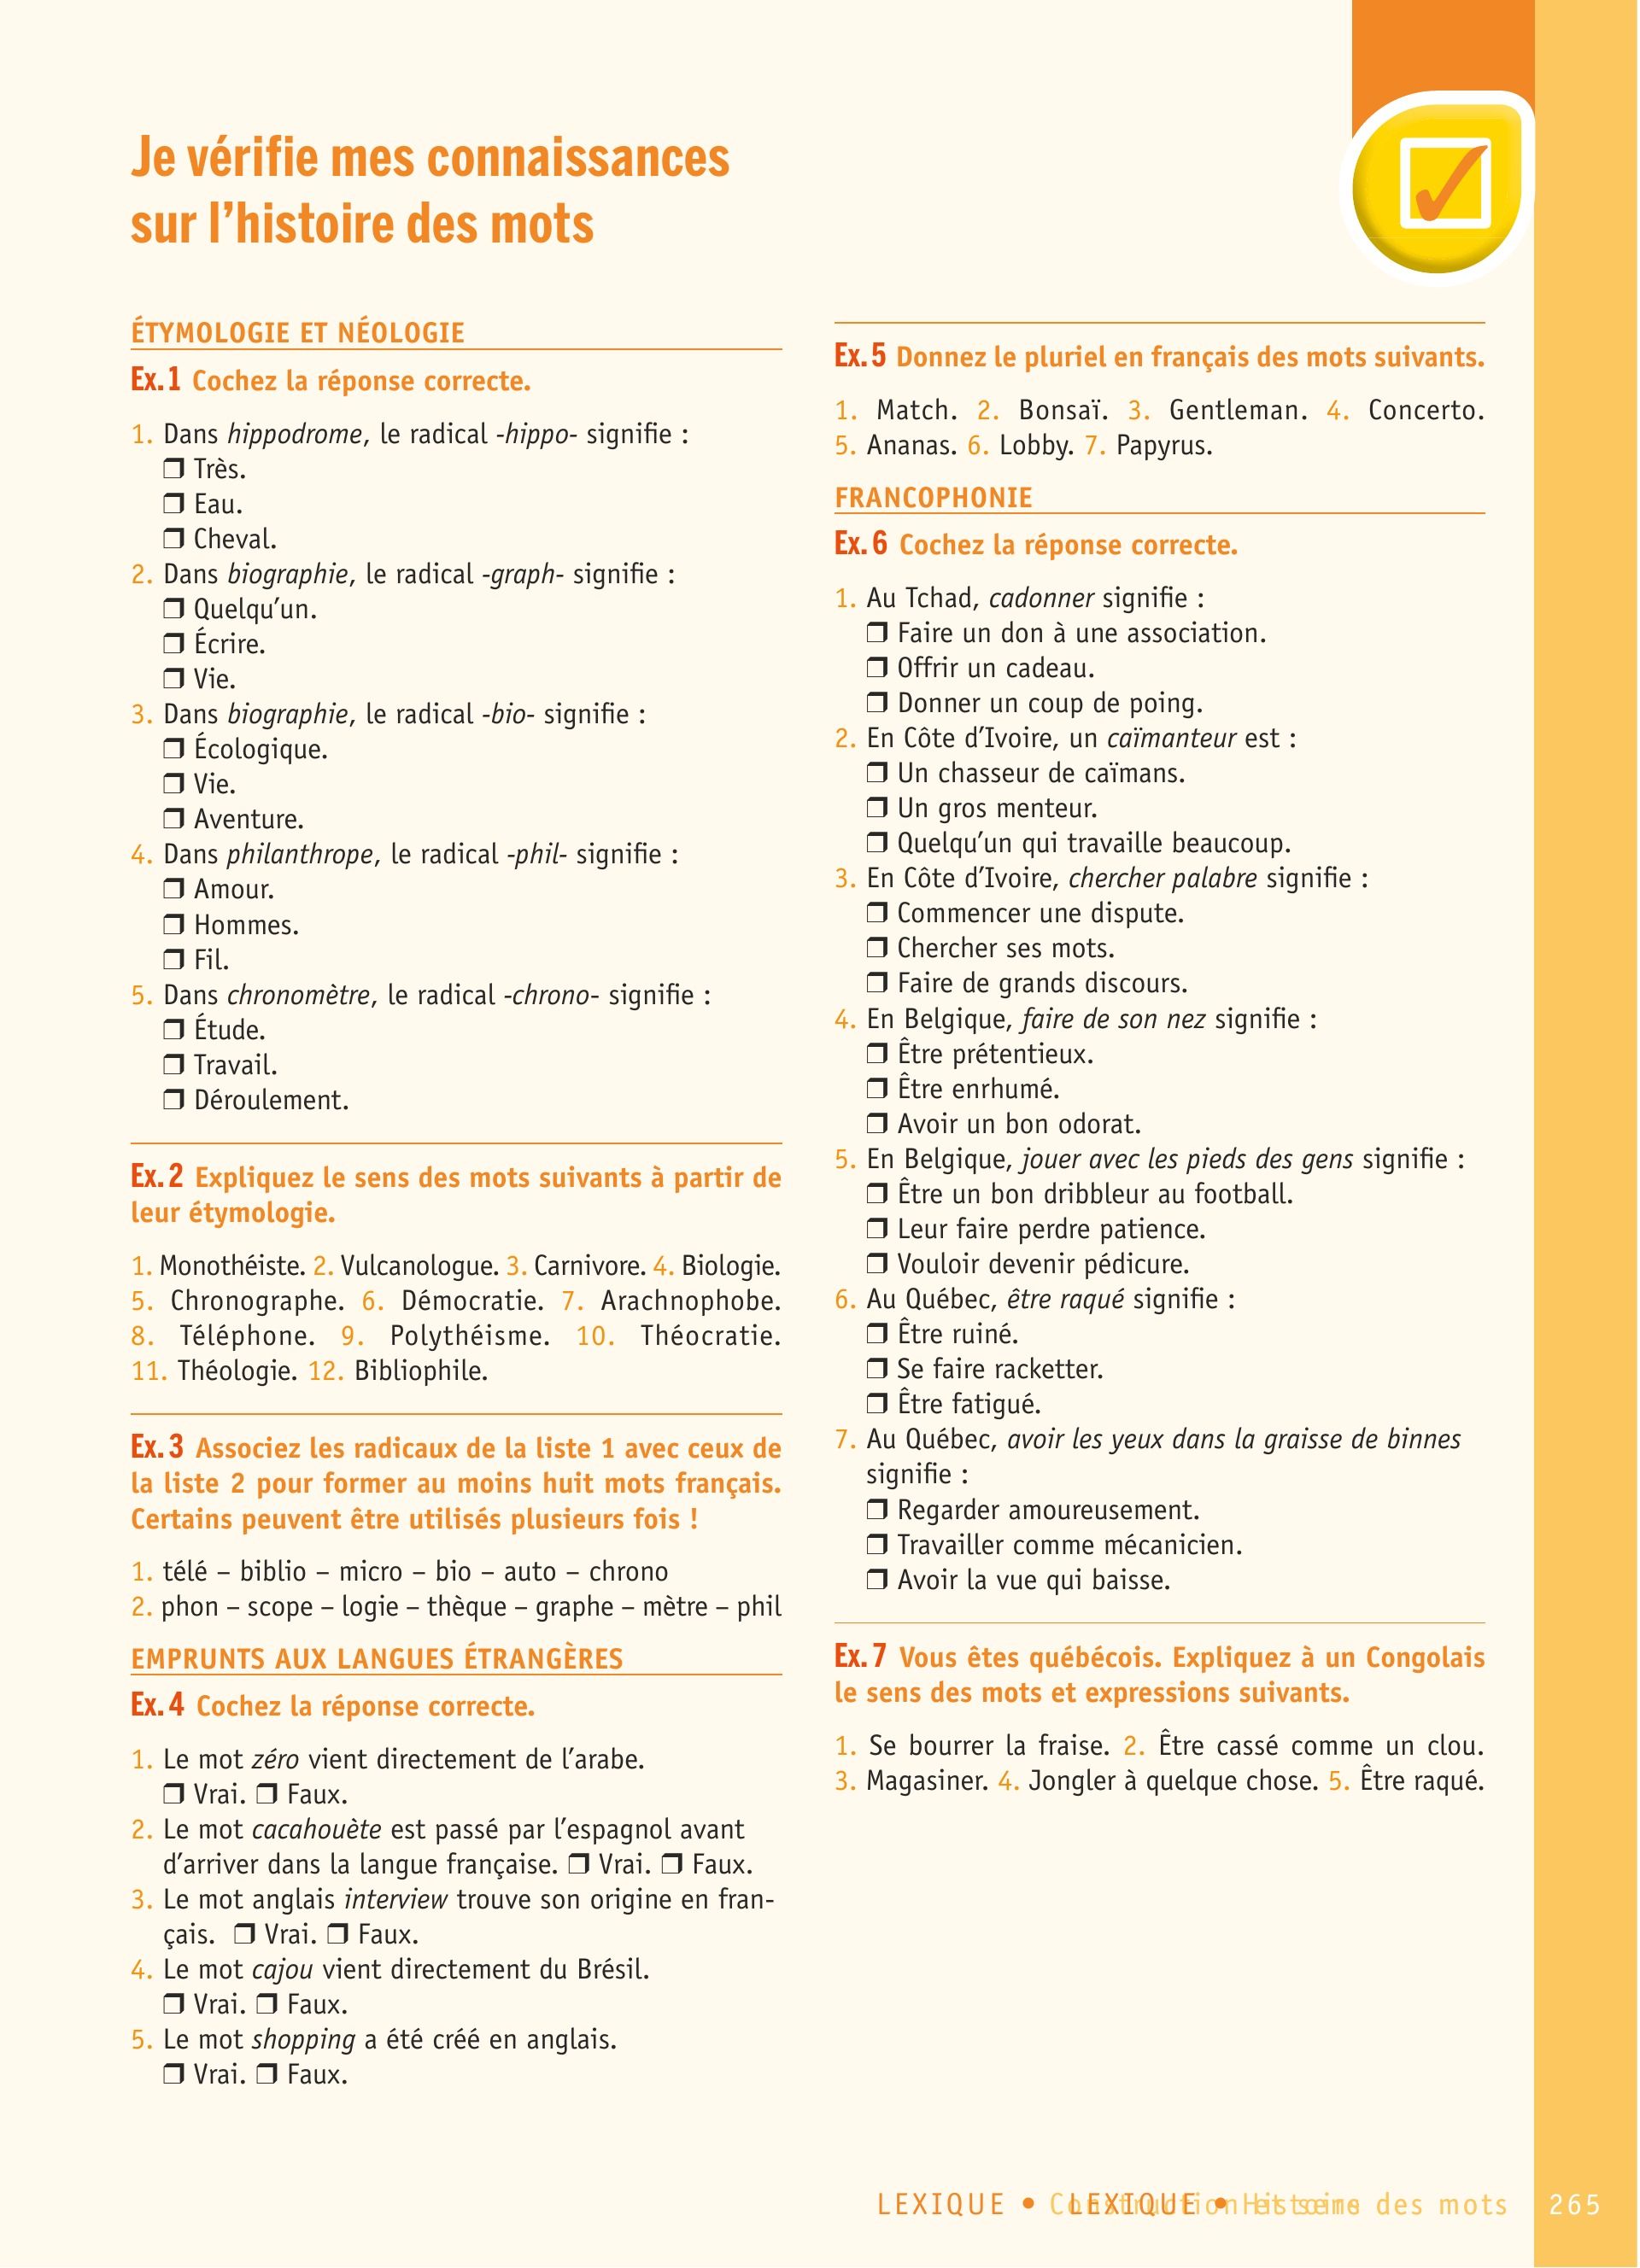 Je vérifie mes connaissances
sur l'histoire des mots
ÉTYMOLOGIE ET NÉOLOGIE
Ex. 1 Cochez la réponse correcte.
1. Dans hippodrome, le radical -hippo- signifie :
❒ Très.
❒ Eau.
❒ Cheval.
2. Dans biographie, le radical -graph- signifie :
❒ Quelqu'un.
❒ Écrire.
❒ Vie.
3. Dans biographie, le radical -bio- signifie :
❒ Écologique.
❒ Vie.
❒ Aventure.
4. Dans philanthrope, le radical -phil- signifie :
❒ Amour.
❒ Hommes.
❒ Fil.
5. Dans chronomètre, le radical -chrono- signifie :
❒ Étude.
❒ Travail.
❒ Déroulement.
Ex. 2 Expliquez le sens des mots suivants à partir de
leur étymologie.
1. Monothéiste. 2. Vulcanologue. 3. Carnivore. 4. Biologie.
5. Chronographe. 6. Démocratie. 7. Arachnophobe.
8. Téléphone. 9. Polythéisme. 10. Théocratie.
11. Théologie. 12. Bibliophile.
Ex. 3 Associez les radicaux de la liste 1 avec ceux de
la liste 2 pour former au moins huit mots français.
Certains peuvent être utilisés plusieurs fois !
1. télé – biblio – micro – bio – auto – chrono
2. phon – scope – logie – thèque – graphe – mètre – phil
EMPRUNTS AUX LANGUES ÉTRANGÈRES
Ex. 4 Cochez la réponse correcte.
1. Le mot zéro vient directement de l'arabe.
❒ Vrai. ❒ Faux.
2. Le mot cacahouète est passé par l'espagnol avant
d'arriver dans la langue française. ❒ Vrai. ❒ Faux.
3. Le mot anglais interview trouve son origine en fran-
çais. ❒ Vrai. ❒ Faux.
4. Le mot cajou vient directement du Brésil.
❒ Vrai. ❒ Faux.
5. Le mot shopping a été créé en anglais.
❒ Vrai. ❒ Faux.
Ex. 5 Donnez le pluriel en français des mots suivants.
1. Match. 2. Bonsaï. 3. Gentleman. 4. Concerto.
5. Ananas. 6. Lobby. 7. Papyrus.
FRANCOPHONIE
Ex. 6 Cochez la réponse correcte.
1. Au Tchad, cadonner signifie :
❒ Faire un don à une association.
❒ Offrir un cadeau.
❒ Donner un coup de poing.
2. En Côte d'Ivoire, un caïmanteur est :
❒ Un chasseur de caïmans.
❒ Un gros menteur.
❒ Quelqu'un qui travaille beaucoup.
3. En Côte d'Ivoire, chercher palabre signifie :
❒ Commencer une dispute.
❒ Chercher ses mots.
❒ Faire de grands discours.
4. En Belgique, faire de son nez signifie :
❒ Être prétentieux.
❒ Être enrhumé.
❒ Avoir un bon odorat.
5. En Belgique, jouer avec les pieds des gens signifie :
❒ Être un bon dribbleur au football.
❒ Leur faire perdre patience.
❒ Vouloir devenir pédicure.
6. Au Québec, être raqué signifie :
❒ Être ruiné.
❒ Se faire racketter.
❒ Être fatigué.
7. Au Québec, avoir les yeux dans la graisse de binnes
signifie :
❒ Regarder amoureusement.
❒ Travailler comme mécanicien.
❒ Avoir la vue qui baisse.
Ex. 7 Vous êtes québécois. Expliquez à un Congolais
le sens des mots et expressions suivants.
1. Se bourrer la fraise. 2. Être cassé comme un clou.
3. Magasiner. 4. Jongler à quelque chose. 5. Être raqué.
LEXIQUE • LEXIQUE • des mots 265